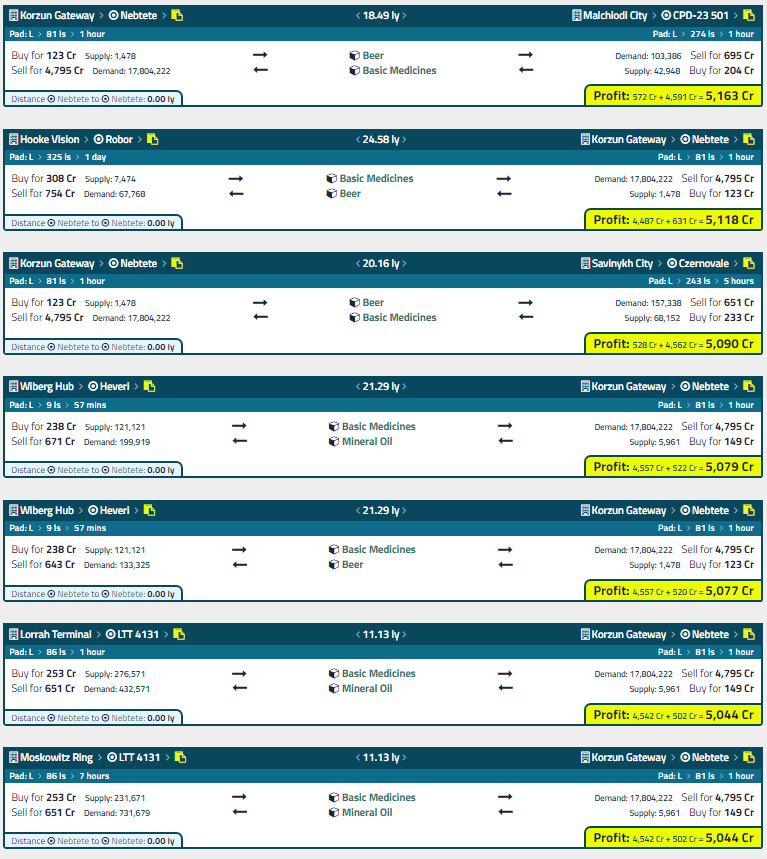 Korzun Gateway > Nebtete > < 18.49 ly > Malchiodi City > CPD-23 501 >
Pad: L > 81 ls > 1 hour Pad: L > 274 ls > 1 hour
Buy for 123 Cr Supply: 1,478 Beer Demand: 103,386 Sell for 695 Cr
Sell for 4,795 Cr Demand: 17,804,222 Basic Medicines Supply: 42,948 Buy for 204 Cr
Distance Nebtete to Nebtete: 0.00 ly Profit: 572 Cr + 4,591 Cr = 5,163 Cr
Hooke Vision > Robor > < 24.58 ly > Korzun Gateway > Nebtete >
Pad: L > 325 ls > 1 day Pad: L > 81 ls > 1 hour
Buy for 308 Cr Supply: 7,474 Basic Medicines Demand: 17,804,222 Sell for 4,795 Cr
Sell for 754 Cr Demand: 67,768 Beer Supply: 1,478 Buy for 123 Cr
Distance Nebtete to Nebtete: 0.00 ly Profit: 4,487 Cr + 631 Cr = 5,118 Cr
Korzun Gateway > Nebtete > < 20.16 ly > Savinykh City > Czernovale >
Pad: L > 81 ls > 1 hour Pad: L > 243 ls > 5 hours
Buy for 123 Cr Supply: 1,478 Beer Demand: 157,338 Sell for 651 Cr
Sell for 4,795 Cr Demand: 17,804,222 Basic Medicines Supply: 68,152 Buy for 233 Cr
Distance Nebtete to Nebtete: 0.00 ly Profit: 528 Cr + 4,562 Cr = 5,090 Cr
Wiberg Hub > Heveri > < 21.29 ly > Korzun Gateway > Nebtete >
Pad: L > 9 ls > 57 mins Pad: L > 81 ls > 1 hour
Buy for 238 Cr Supply: 121,121 Basic Medicines Demand: 17,804,222 Sell for 4,795 Cr
Sell for 671 Cr Demand: 199,919 Mineral Oil Supply: 5,961 Buy for 149 Cr
Distance Nebtete to Nebtete: 0.00 ly Profit: 4,557 Cr + 522 Cr = 5,079 Cr
Wiberg Hub > Heveri > < 21.29 ly > Korzun Gateway > Nebtete >
Pad: L > 9 ls > 57 mins Pad: L > 81 ls > 1 hour
Buy for 238 Cr Supply: 121,121 Basic Medicines Demand: 17,804,222 Sell for 4,795 Cr
Sell for 643 Cr Demand: 133,325 Beer Supply: 1,478 Buy for 123 Cr
Distance Nebtete to Nebtete: 0.00 ly Profit: 4,557 Cr + 520 Cr = 5,077 Cr
Lorrah Terminal > LTT 4131 > < 11.13 ly > Korzun Gateway > Nebtete >
Pad: L > 86 ls > 1 hour Pad: L > 81 ls > 1 hour
Buy for 253 Cr Supply: 276,571 Basic Medicines Demand: 17,804,222 Sell for 4,795 Cr
Sell for 651 Cr Demand: 432,571 Mineral Oil Supply: 5,961 Buy for 149 Cr
Distance Nebtete to Nebtete: 0.00 ly Profit: 4,542 Cr + 502 Cr = 5,044 Cr
Moskowitz Ring > LTT 4131 > < 11.13 ly > Korzun Gateway > Nebtete >
Pad: L > 86 ls > 7 hours Pad: L > 81 ls > 1 hour
Buy for 253 Cr Supply: 231,671 Basic Medicines Demand: 17,804,222 Sell for 4,795 Cr
Sell for 651 Cr Demand: 731,679 Mineral Oil Supply: 5,961 Buy for 149 Cr
Distance Nebtete to Nebtete: 0.00 ly Profit: 4,542 Cr + 502 Cr = 5,044 Cr